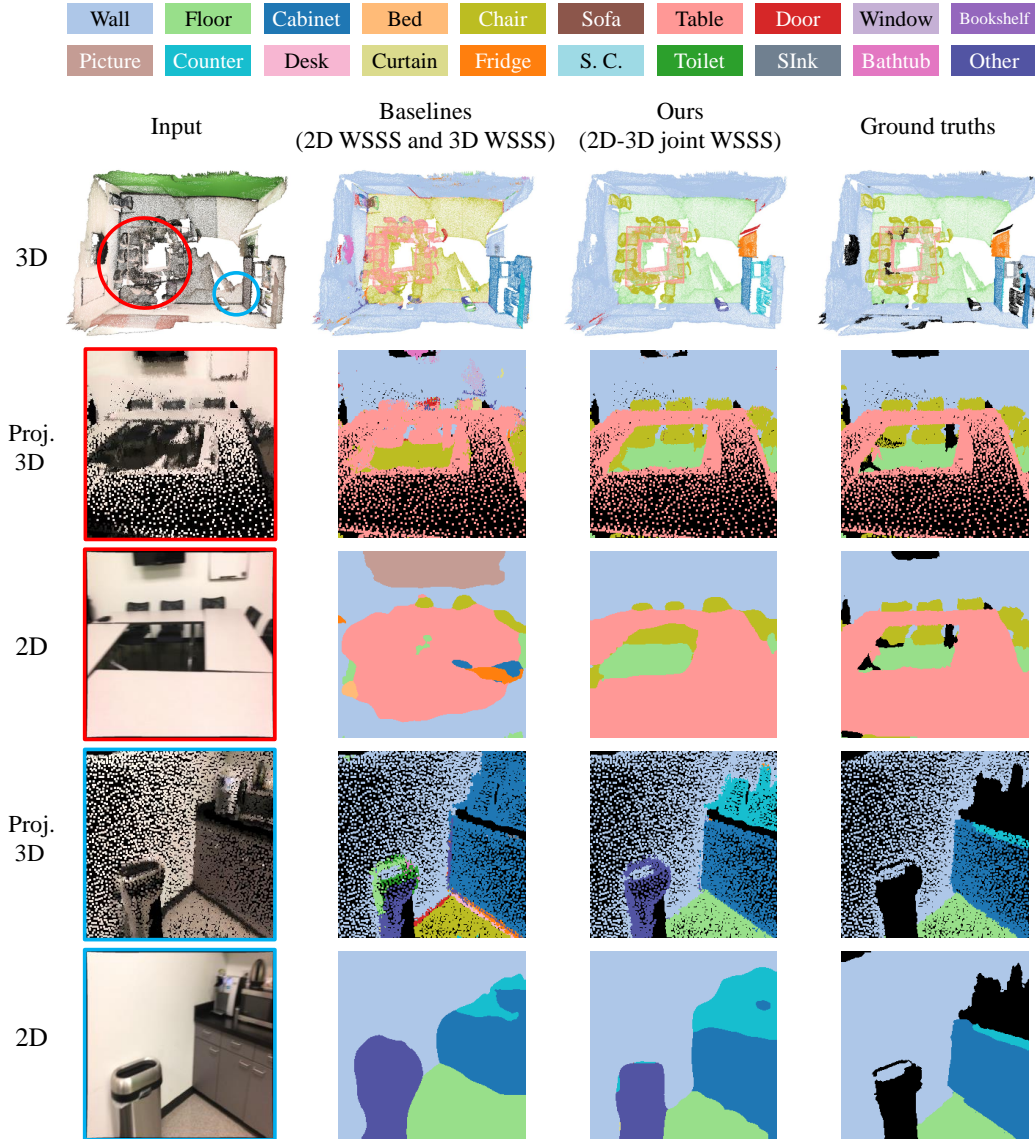 Wall Floor Cabinet Bed Chair Sofa Table Door Window Bookshelf
Picture Counter Desk Curtain Fridge S. C. Toilet SInk Bathtub Other
Input
Baselines
(2D WSSS and 3D WSSS)
Ours
(2D-3D joint WSSS)
Ground truths
3D
Proj.
3D
2D
Proj.
3D
2D